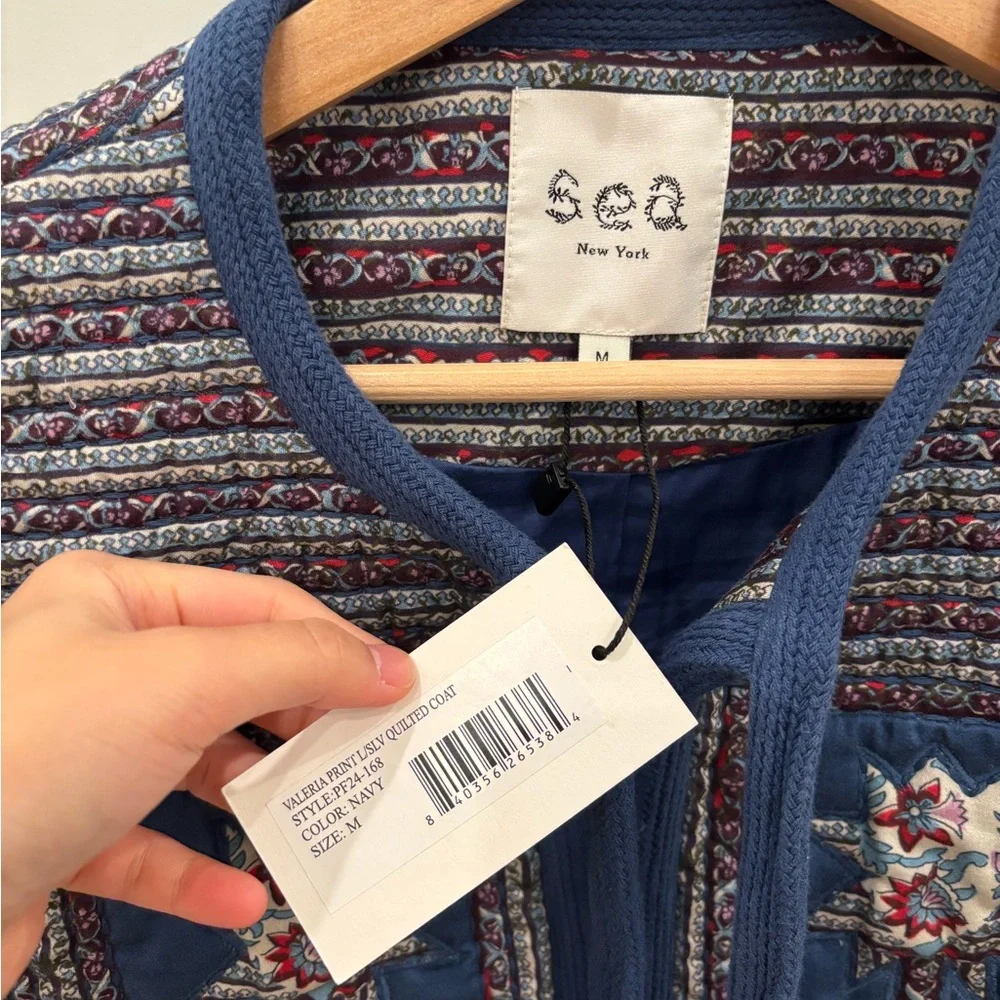 sea
New York
M
VALERIA PRINT L/SLV QUILTED COAT
STYLE:PF24-168
COLOR: NAVY
SIZE: M
8 40356 26538 4